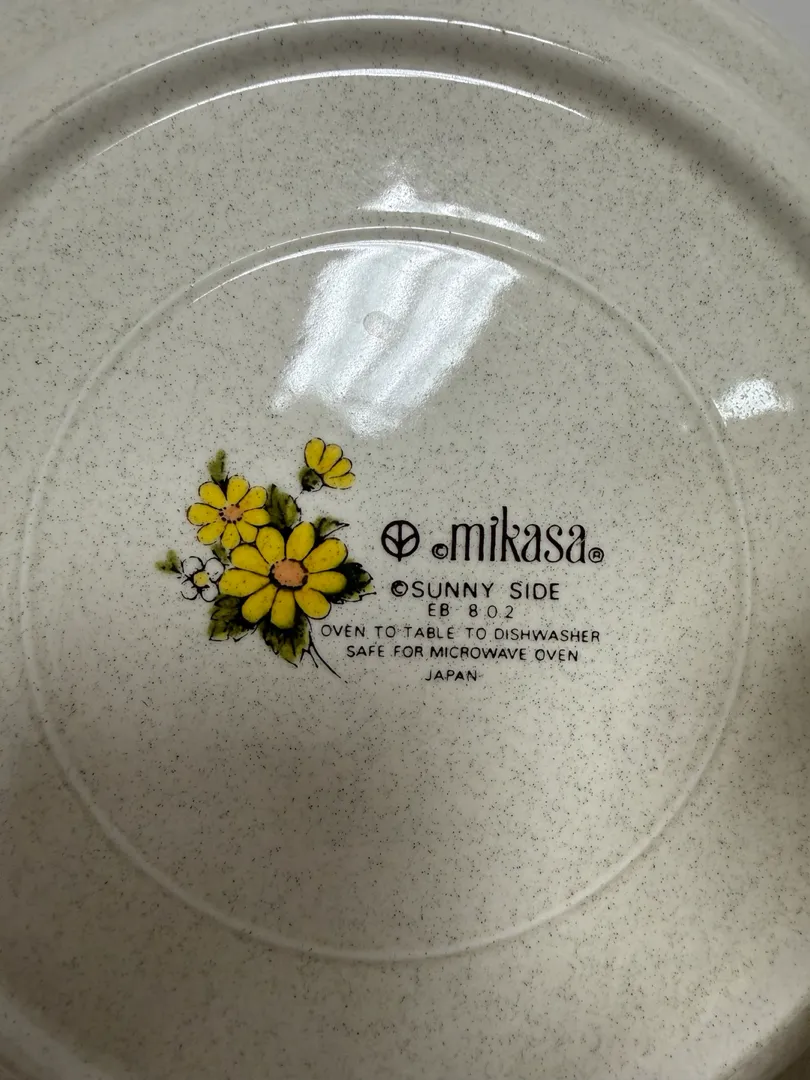 ©mikasa®
©SUNNY SIDE
EB 802
OVEN TO TABLE TO DISHWASHER
SAFE FOR MICROWAVE OVEN
JAPAN